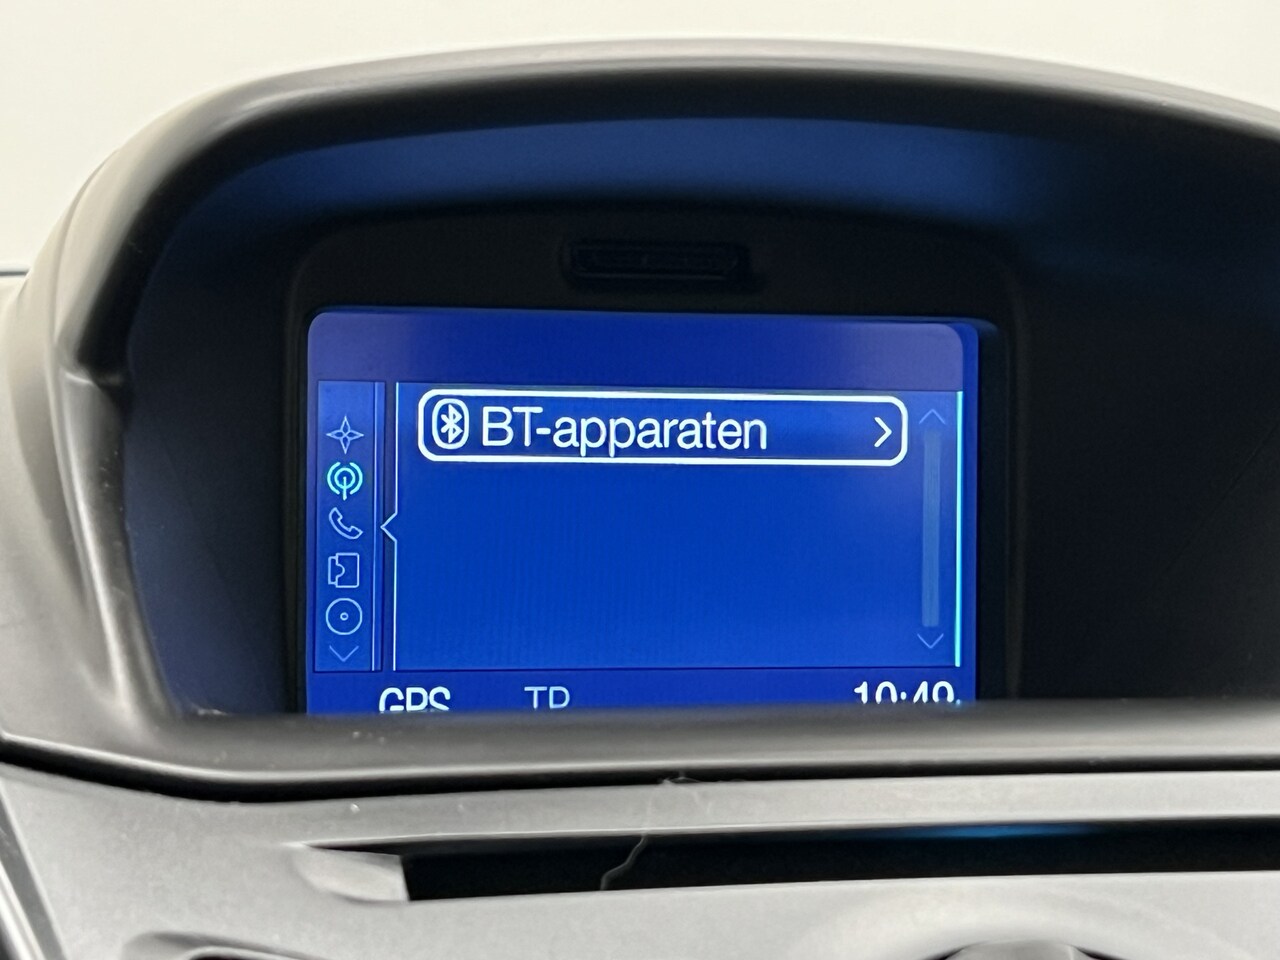 BT-apparaten
GPS TP 10:49